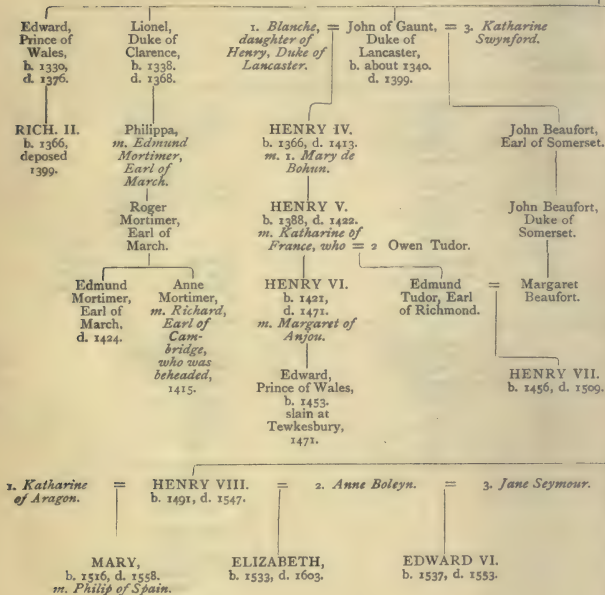 Edward,
Prince of
Wales,
b. 1330,
d. 1376.
Lionel,
Duke of
Clarence,
b. 1338.
d. 1368.
1. Blanche,
daughter of
Henry, Duke of
Lancaster.
=
John of Gaunt,
Duke of
Lancaster,
b. about 1340.
d. 1399.
=
3. Katharine
Swynford.
RICH. II.
b. 1366,
deposed
1399.
Philippa,
m. Edmund
Mortimer,
Earl of
March.
HENRY IV.
b. 1366, d. 1413.
m. 1. Mary de
Bohun.
John Beaufort,
Earl of Somerset.
Roger
Mortimer,
Earl of
March.
HENRY V.
b. 1388, d. 1422.
m. Katharine of
France, who = 2 Owen Tudor.
John Beaufort,
Duke of
Somerset.
Edmund
Mortimer,
Earl of
March,
d. 1424.
Anne
Mortimer,
m. Richard,
Earl of
Cam-
bridge,
who was
beheaded,
1415.
HENRY VI.
b. 1421,
d. 1471.
m. Margaret of
Anjou.
Edmund
Tudor, Earl
of Richmond.
=
Margaret
Beaufort.
Edward,
Prince of Wales,
b. 1453.
slain at
Tewkesbury,
1471.
HENRY VII.
b. 1456, d. 1509.
1. Katharine
of Aragon.
=
HENRY VIII.
b. 1491, d. 1547.
=
2. Anne Boleyn.
=
3. Jane Seymour.
MARY,
b. 1516, d. 1558.
m. Philip of Spain.
ELIZABETH,
b. 1533, d. 1603.
EDWARD VI.
b. 1537, d. 1553.